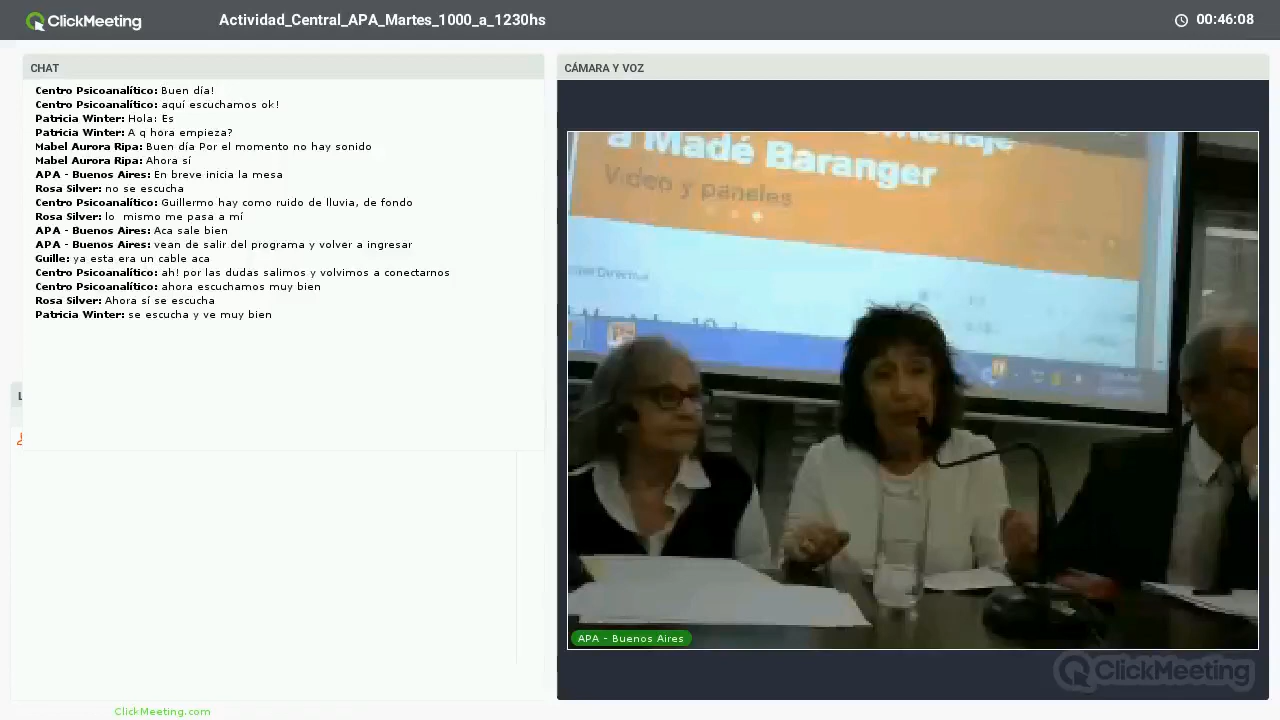 ClickMeeting
Actividad_Central_APA_Martes_1000_a_1230hs
00:46:08
CHAT
Centro Psicoanalítico: Buen día!
Centro Psicoanalítico: aquí escuchamos ok!
Patricia Winter: Hola: Es
Patricia Winter: A q hora empieza?
Mabel Aurora Ripa: Buen día Por el momento no hay sonido
Mabel Aurora Ripa: Ahora sí
APA - Buenos Aires: En breve inicia la mesa
Rosa Silver: no se escucha
Centro Psicoanalítico: Guillermo hay como ruido de lluvia, de fondo
Rosa Silver: lo mismo me pasa a mí
APA - Buenos Aires: Aca sale bien
APA - Buenos Aires: vean de salir del programa y volver a ingresar
Guille: ya esta era un cable aca
Centro Psicoanalítico: ah! por las dudas salimos y volvimos a conectarnos
Centro Psicoanalítico: ahora escuchamos muy bien
Rosa Silver: Ahora sí se escucha
Patricia Winter: se escucha y ve muy bien
ClickMeeting.com
CÁMARA Y VOZ
a Madé Baranger
Video y paneles
APA - Buenos Aires
ClickMeeting